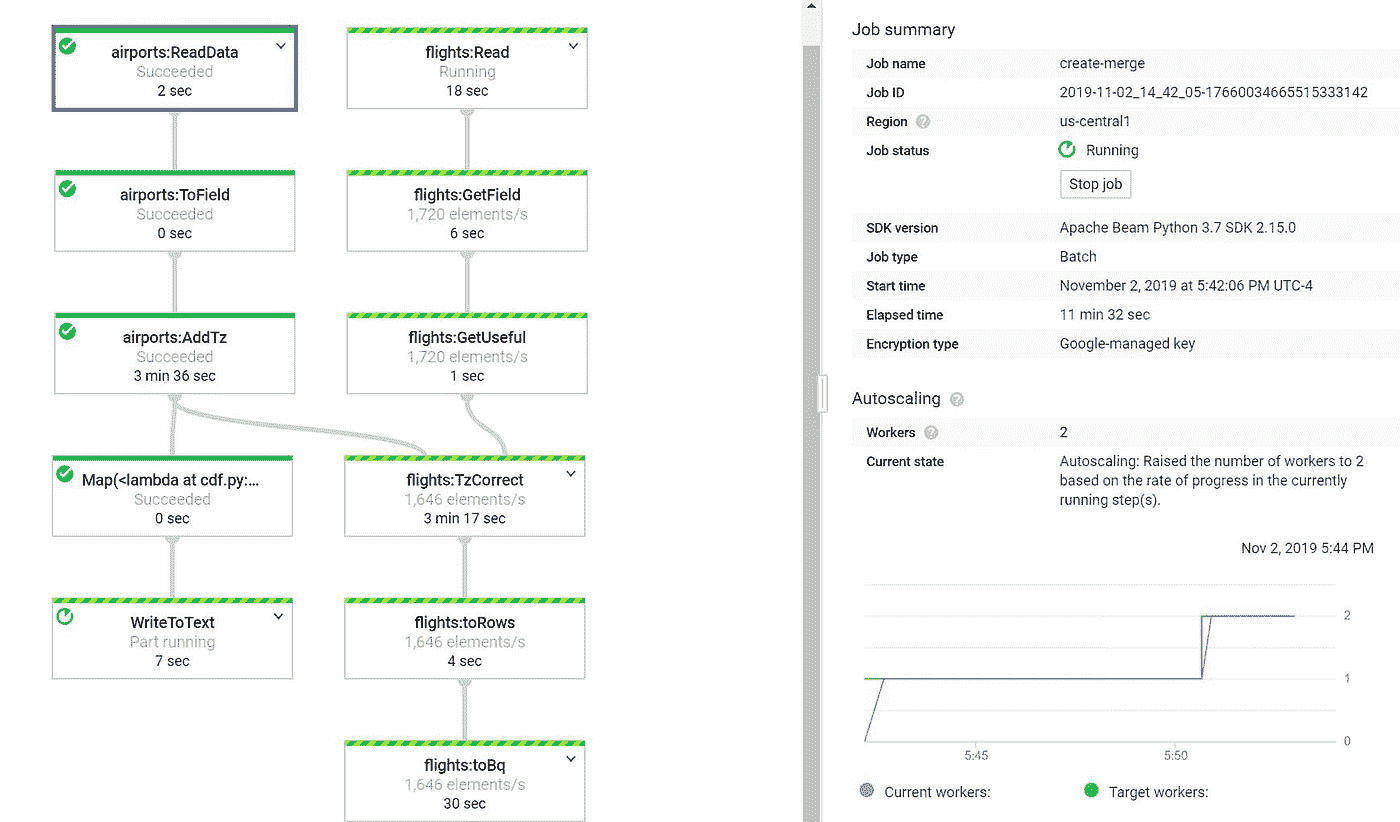 airports:ReadData
Succeeded
2 sec
flights:Read
Running
18 sec
airports:ToField
Succeeded
0 sec
flights:GetField
1,720 elements/s
6 sec
airports:AddTz
Succeeded
3 min 36 sec
flights:GetUseful
1,720 elements/s
1 sec
Map(<lambda at cdf.py:...
Succeeded
0 sec
flights:TzCorrect
1,646 elements/s
3 min 17 sec
WriteToText
Part running
7 sec
flights:toRows
1,646 elements/s
4 sec
flights:toBq
1,646 elements/s
30 sec
Job summary
Job name create-merge
Job ID 2019-11-02_14_42_05-17660034665515333142
Region ? us-central1
Job status Running
Stop job
SDK version Apache Beam Python 3.7 SDK 2.15.0
Job type Batch
Start time November 2, 2019 at 5:42:06 PM UTC-4
Elapsed time 11 min 32 sec
Encryption type Google-managed key
Autoscaling ?
Workers ? 2
Current state Autoscaling: Raised the number of workers to 2
based on the rate of progress in the currently
running step(s).
Nov 2, 2019 5:44 PM
2
1
0
5:45 5:50
Current workers: Target workers: